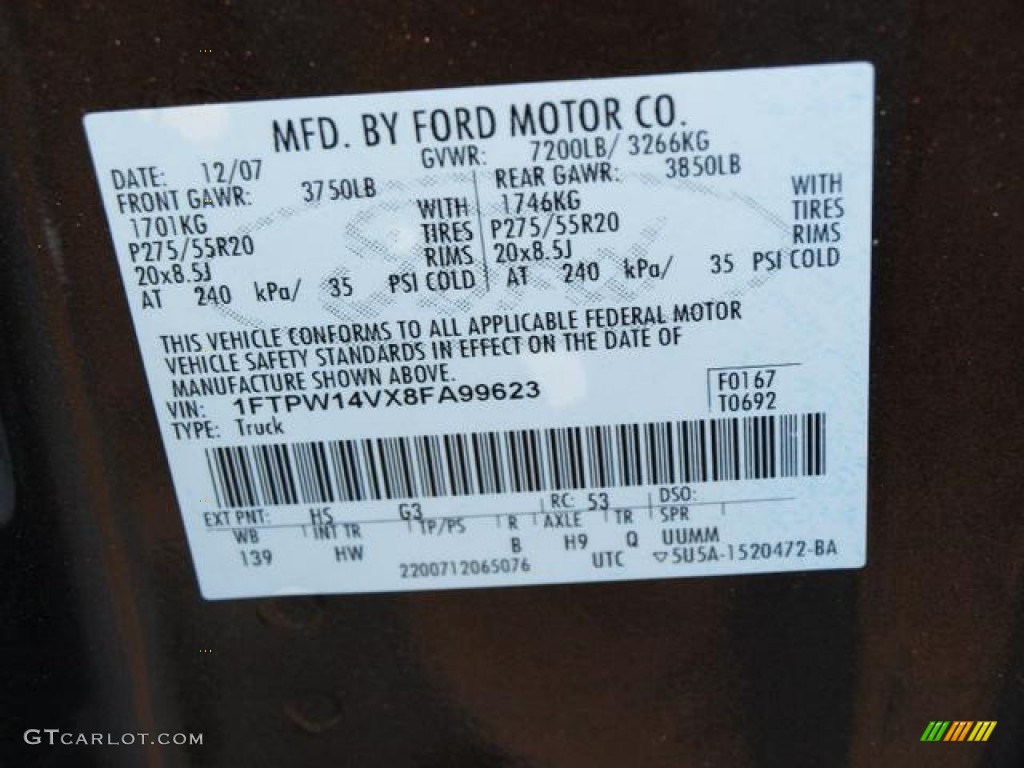 MFD. BY FORD MOTOR CO.
DATE: 12/07 GVWR: 7200LB/ 3266KG
FRONT GAWR: 3750LB REAR GAWR: 3850LB
1701KG WITH 1746KG WITH
P275/55R20 TIRES P275/55R20 TIRES
20x8.5J RIMS 20x8.5J RIMS
AT 240 kPa/ 35 PSI COLD AT 240 kPa/ 35 PSI COLD
THIS VEHICLE CONFORMS TO ALL APPLICABLE FEDERAL MOTOR
VEHICLE SAFETY STANDARDS IN EFFECT ON THE DATE OF
MANUFACTURE SHOWN ABOVE.
VIN: 1FTPW14VX8FA99623 F0167
TYPE: Truck T0692
EXT PNT: HS G3 RC: 53 DSO:
WB INT TR TP/PS R AXLE TR SPR
139 HW B H9 Q UUMM
2200712065076 UTC ▽5U5A-1520472-BA
GTCARLOT.COM